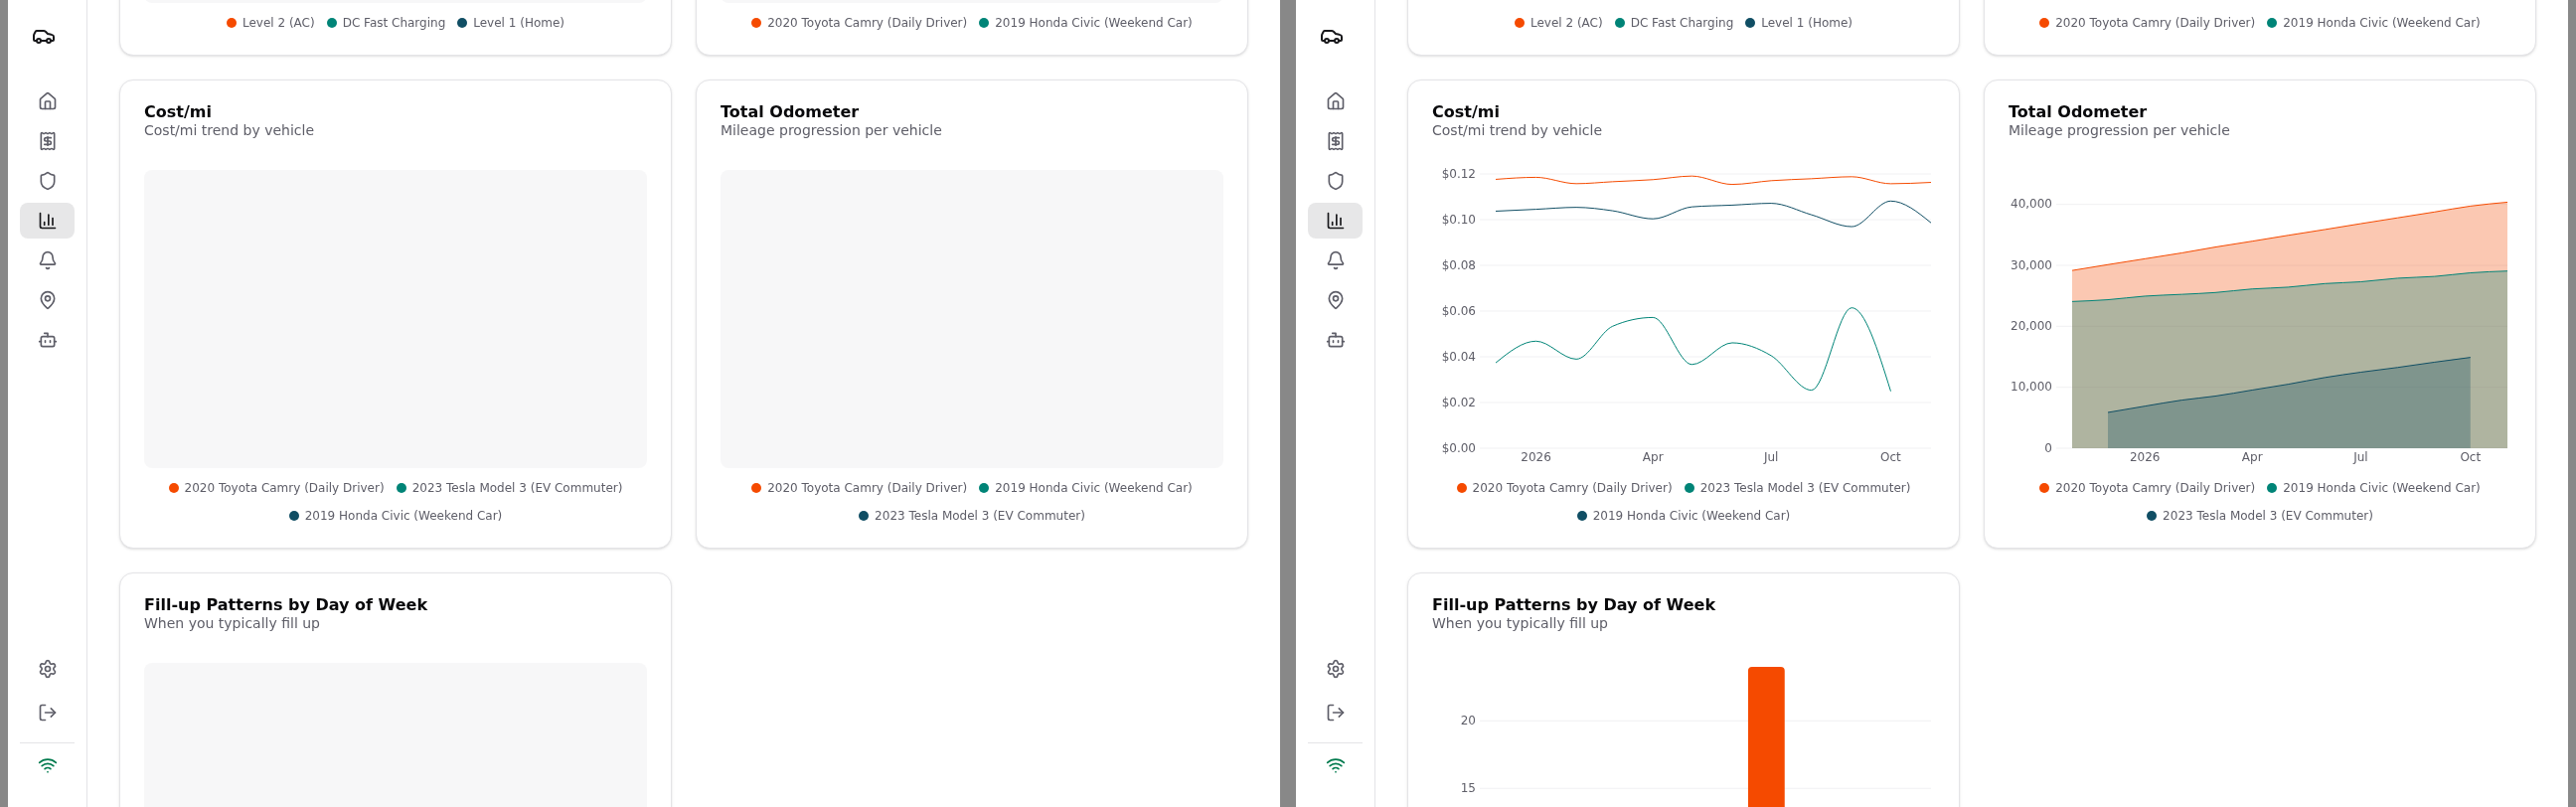 Level 2 (AC) DC Fast Charging Level 1 (Home)
2020 Toyota Camry (Daily Driver) 2019 Honda Civic (Weekend Car)
Cost/mi
Cost/mi trend by vehicle
2020 Toyota Camry (Daily Driver) 2023 Tesla Model 3 (EV Commuter)
2019 Honda Civic (Weekend Car)
Total Odometer
Mileage progression per vehicle
2020 Toyota Camry (Daily Driver) 2019 Honda Civic (Weekend Car)
2023 Tesla Model 3 (EV Commuter)
Fill-up Patterns by Day of Week
When you typically fill up
Level 2 (AC) DC Fast Charging Level 1 (Home)
2020 Toyota Camry (Daily Driver) 2019 Honda Civic (Weekend Car)
Cost/mi
Cost/mi trend by vehicle
$0.12
$0.10
$0.08
$0.06
$0.04
$0.02
$0.00
2026 Apr Jul Oct
2020 Toyota Camry (Daily Driver) 2023 Tesla Model 3 (EV Commuter)
2019 Honda Civic (Weekend Car)
Total Odometer
Mileage progression per vehicle
40,000
30,000
20,000
10,000
0
2026 Apr Jul Oct
2020 Toyota Camry (Daily Driver) 2019 Honda Civic (Weekend Car)
2023 Tesla Model 3 (EV Commuter)
Fill-up Patterns by Day of Week
When you typically fill up
20
15